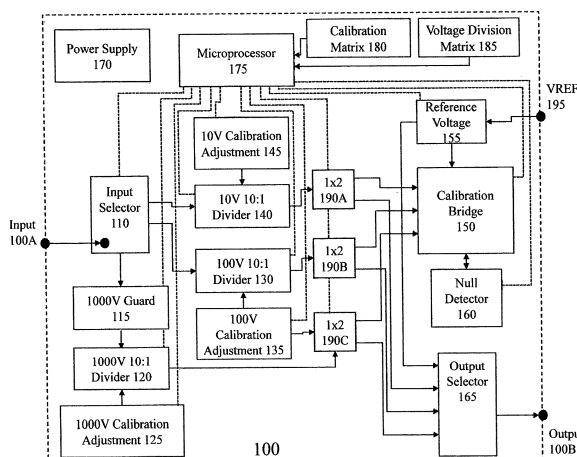 Power Supply
170
Microprocessor
175
Calibration
Matrix 180
Voltage Division
Matrix 185
VREF
195
Reference
Voltage
155
10V Calibration
Adjustment 145
Input
Selector
110
10V 10:1
Divider 140
1x2
190A
Calibration
Bridge
150
Input
100A
100V 10:1
Divider 130
1x2
190B
1000V Guard
115
Null
Detector
160
100V
Calibration
Adjustment 135
1x2
190C
1000V 10:1
Divider 120
Output
Selector
165
1000V Calibration
Adjustment 125
100
Output
100B